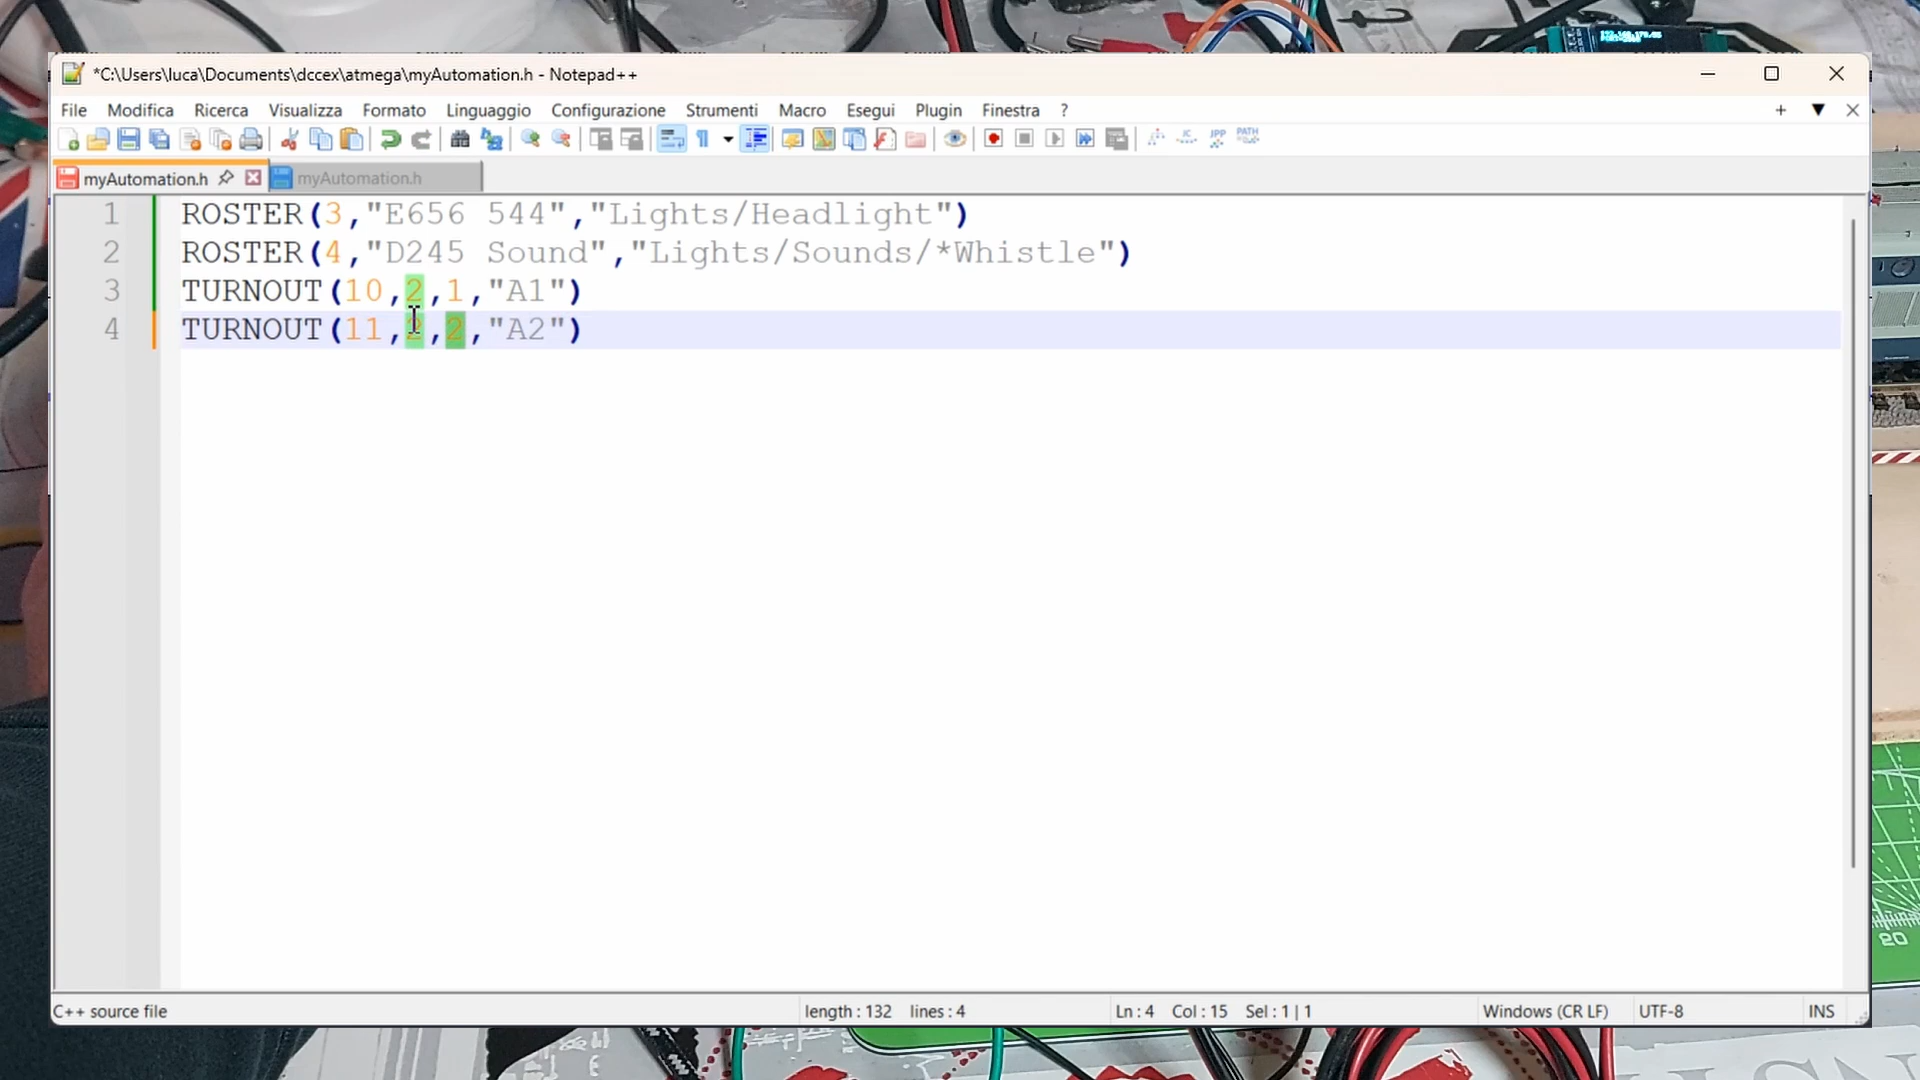 *C:\Users\luca\Documents\dccex\atmega\myAutomation.h - Notepad++
File Modifica Ricerca Visualizza Formato Linguaggio Configurazione Strumenti Macro Esegui Plugin Finestra ?
myAutomation.h myAutomation.h
1 ROSTER(3,"E656 544","Lights/Headlight")
2 ROSTER(4,"D245 Sound","Lights/Sounds/*Whistle")
3 TURNOUT(10,2,1,"A1")
4 TURNOUT(11,2,2,"A2")
C++ source file length : 132 lines : 4 Ln : 4 Col : 15 Sel : 1 | 1 Windows (CR LF) UTF-8 INS